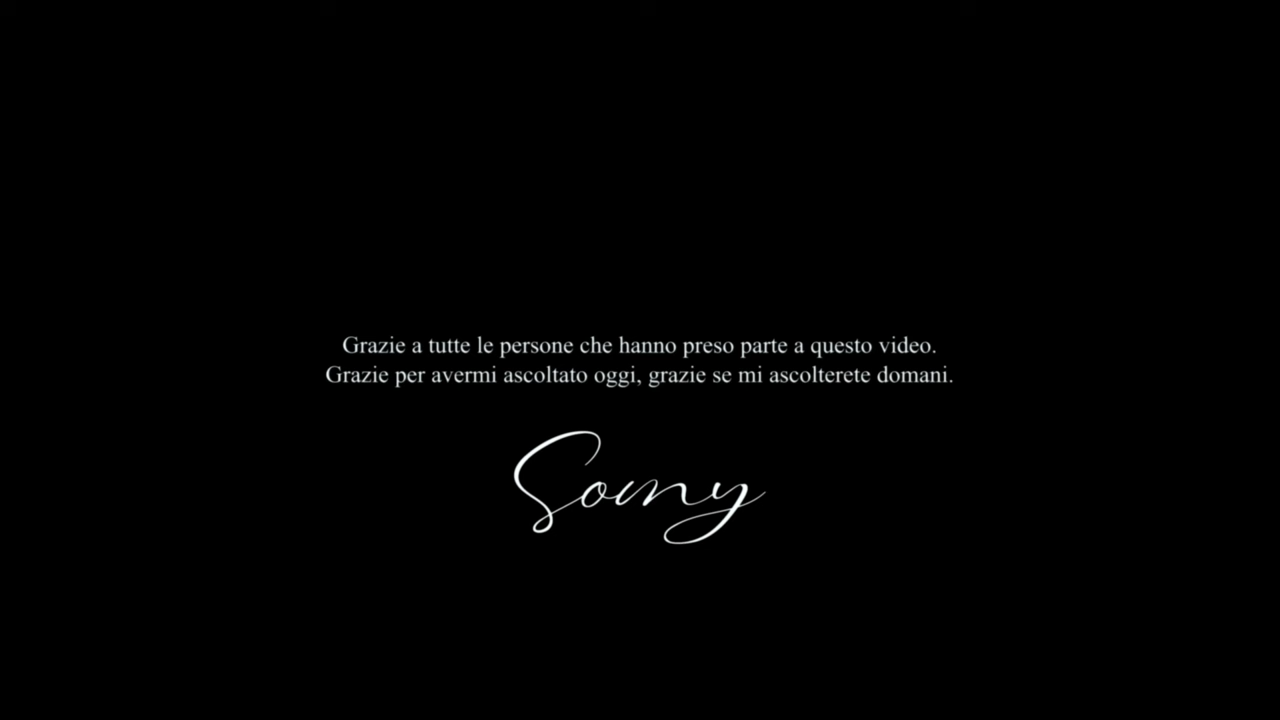 Grazie a tutte le persone che hanno preso parte a questo video.
Grazie per avermi ascoltato oggi, grazie se mi ascolterete domani.
Somy